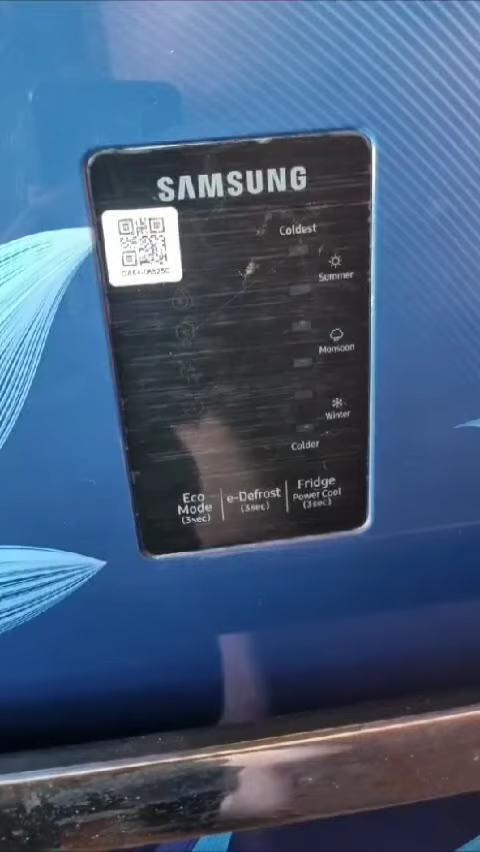 SAMSUNG
Coldest
Summer
Monsoon
Winter
Colder
Eco
Mode
(3sec)
e-Defrost
(3sec)
Fridge
Power Cool
(3sec)